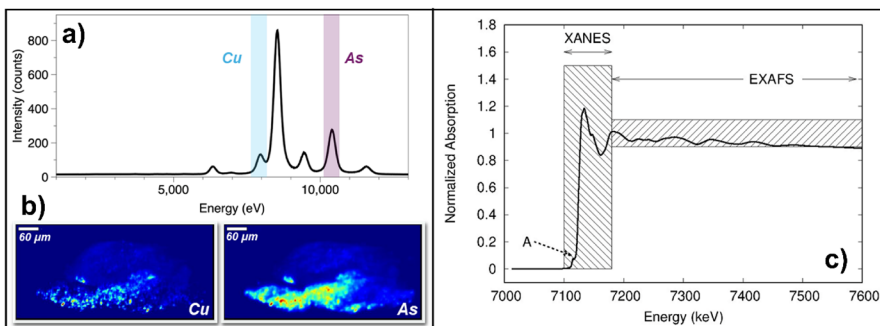 a)
Cu
As
Intensity (counts)
800
600
400
200
0
5,000
10,000
Energy (eV)
b)
60 μm
Cu
60 μm
As
XANES
EXAFS
Normalized Absorption
1.8
1.6
1.4
1.2
1
0.8
0.6
0.4
0.2
0
A
c)
7000
7100
7200
7300
7400
7500
7600
Energy (keV)